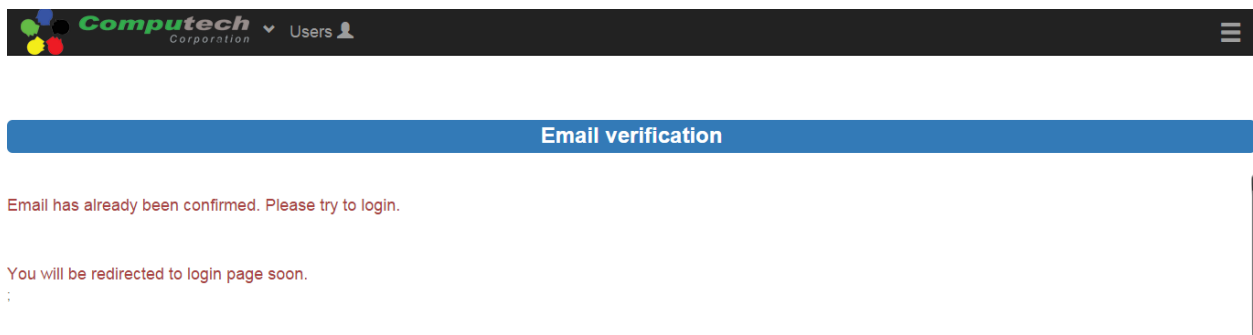 Computech
Corporation
Users
Email verification
Email has already been confirmed. Please try to login.
You will be redirected to login page soon.
;